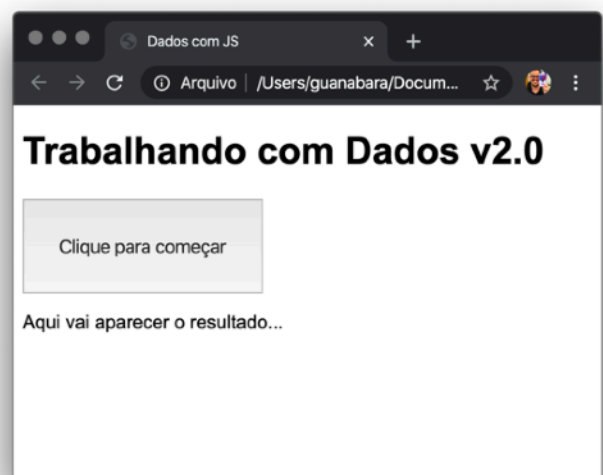 Dados com JS
Arquivo | /Users/guanabara/Docum...
Trabalhando com Dados v2.0
Clique para começar
Aqui vai aparecer o resultado...